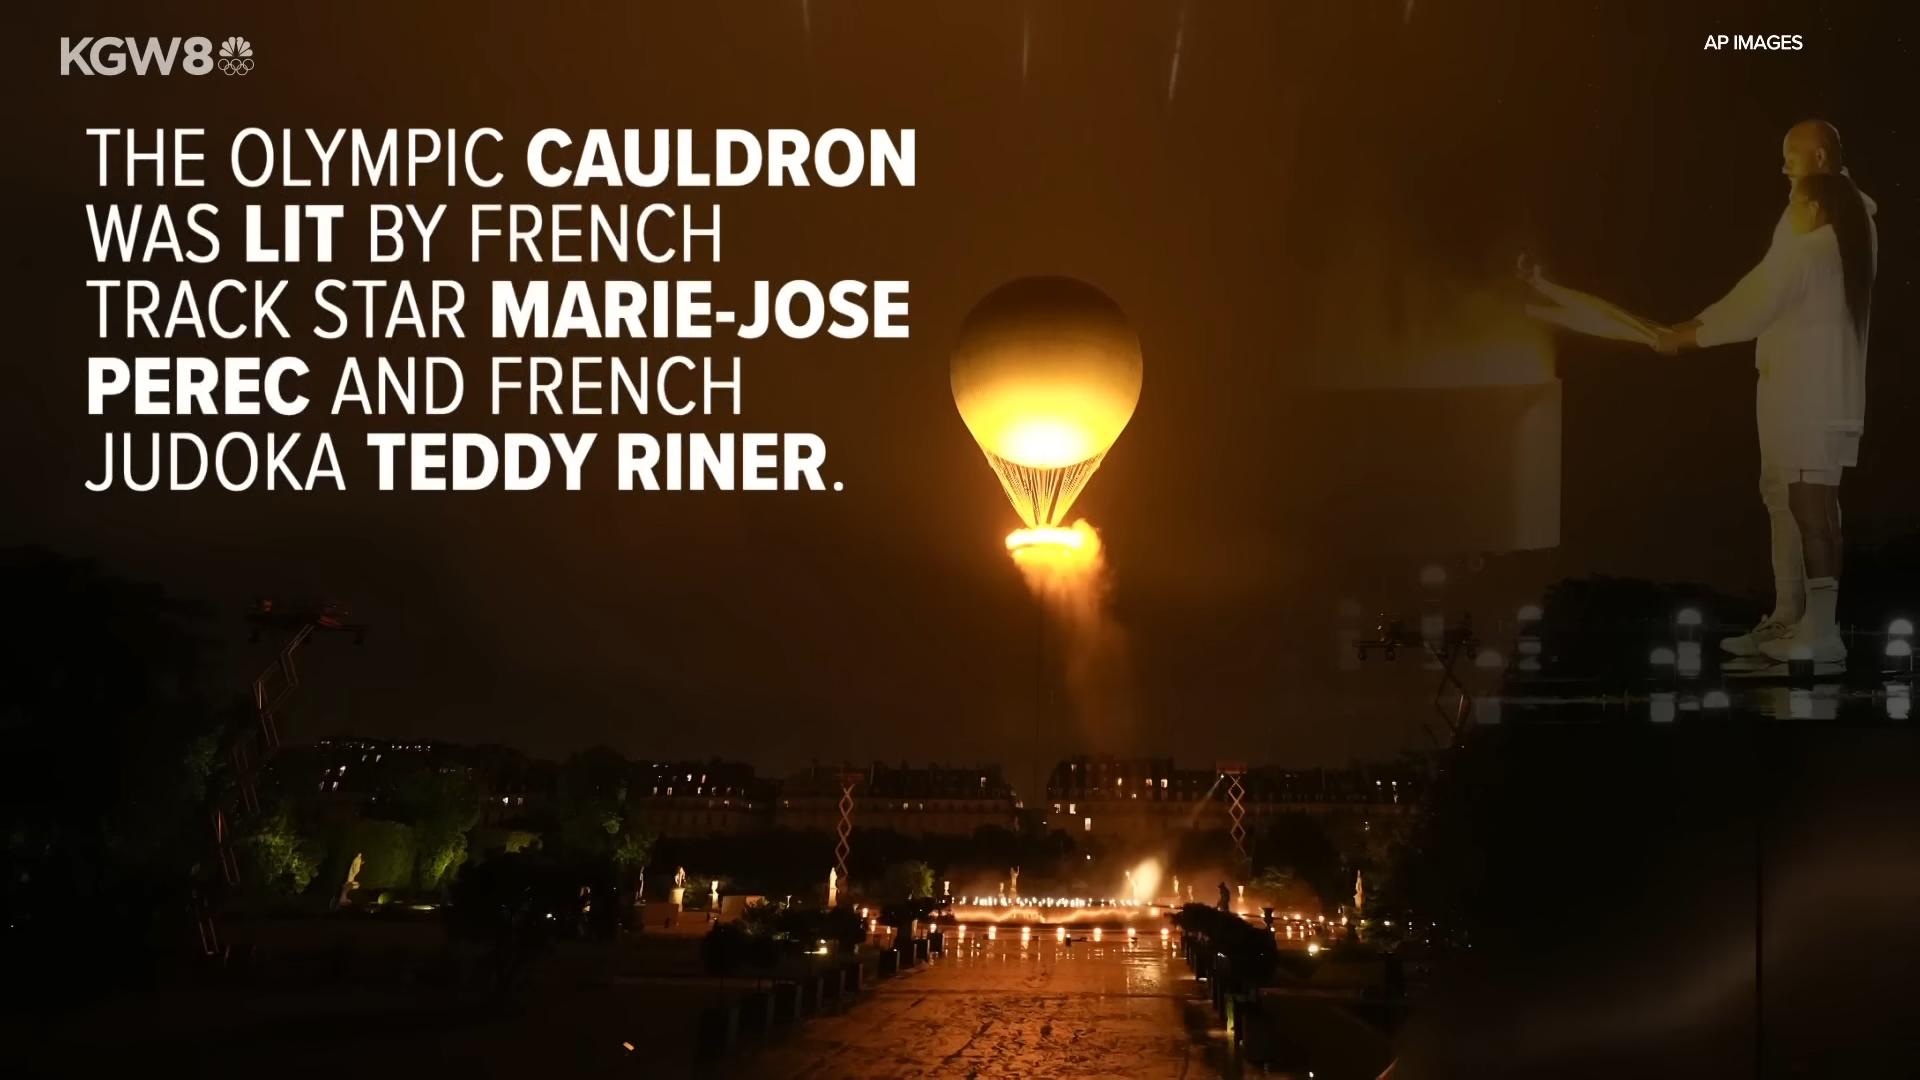 KGW8
AP IMAGES
THE OLYMPIC CAULDRON
WAS LIT BY FRENCH
TRACK STAR MARIE-JOSE
PEREC AND FRENCH
JUDOKA TEDDY RINER.